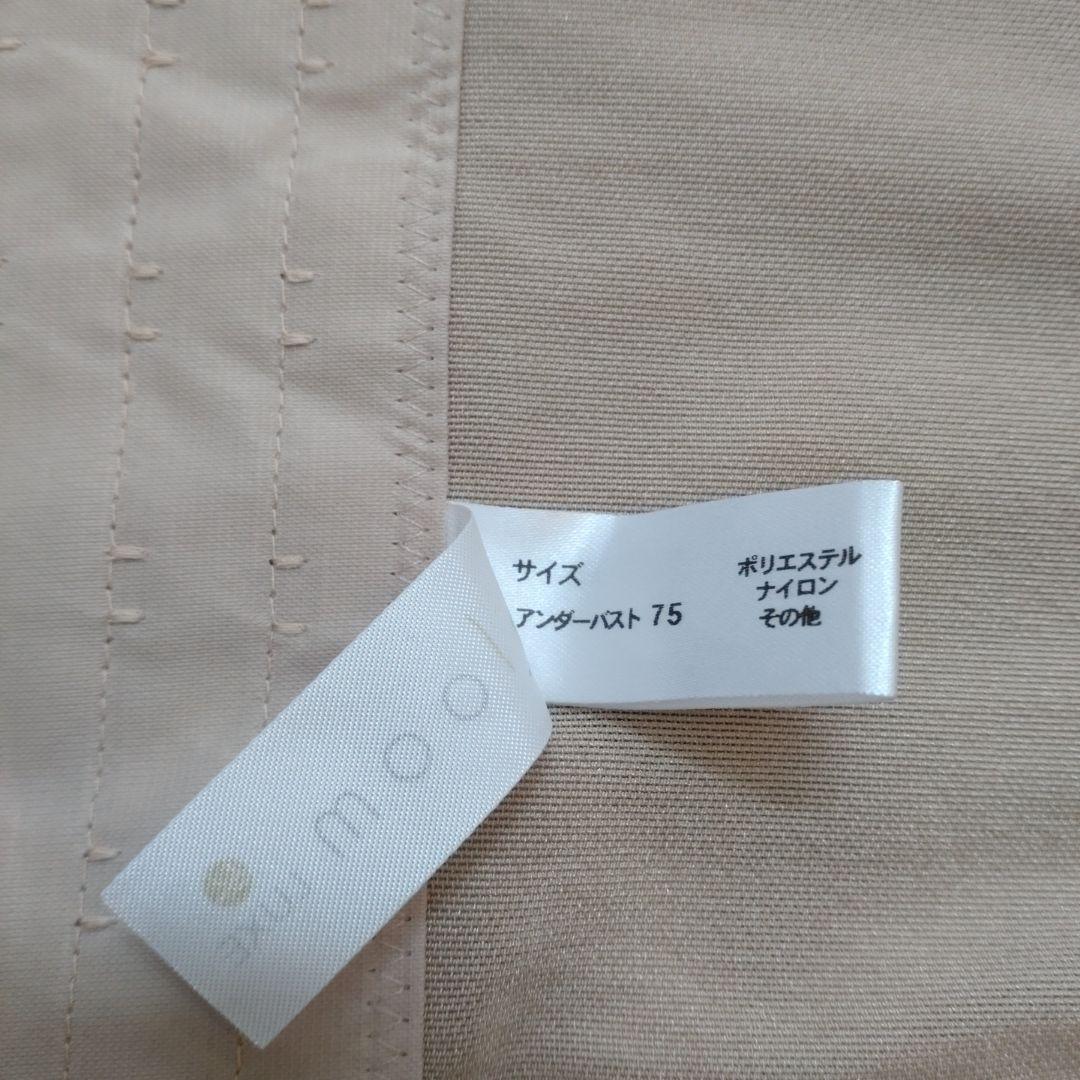 サイズ
アンダーバスト 75
ポリエステル
ナイロン
その他